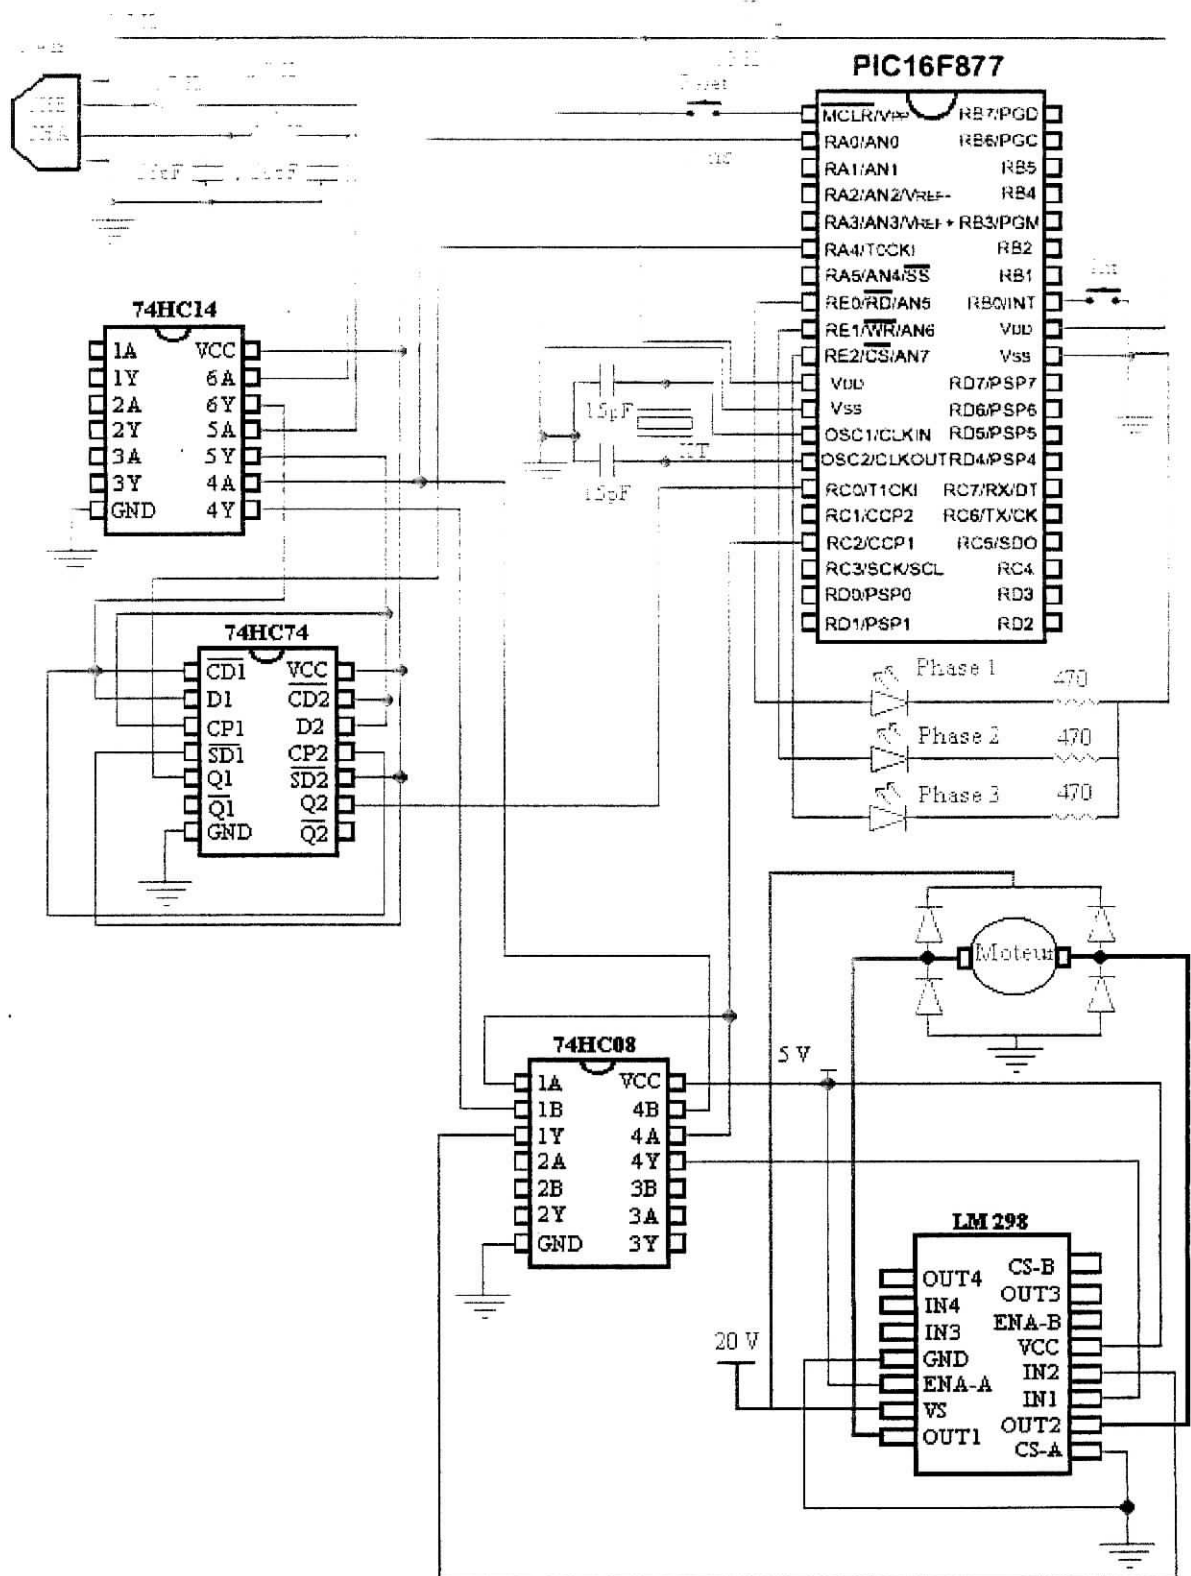 PIC16F877
MCLR/VPP
RB7/PGD
RA0/AN0
RB6/PGC
RA1/AN1
RB5
RA2/AN2/VREF-
RB4
RA3/AN3/VREF+
RB3/PGM
RA4/T0CKI
RB2
RA5/AN4/SS
RB1
RE0/RD/AN5
RB0/INT
RE1/WR/AN6
VDD
RE2/CS/AN7
VSS
VDD
RD7/PSP7
VSS
RD6/PSP6
OSC1/CLKIN
RD5/PSP5
OSC2/CLKOUT
RD4/PSP4
RC0/T1CKI
RC7/RX/DT
RC1/CCP2
RC6/TX/CK
RC2/CCP1
RC5/SDO
RC3/SCK/SCL
RC4
RD0/PSP0
RD3
RD1/PSP1
RD2
15pF
15pF
74HC14
1A
VCC
1Y
6A
2A
6Y
2Y
5A
3A
5Y
3Y
4A
GND
4Y
74HC74
CD1
VCC
D1
CD2
CP1
D2
SD1
CP2
Q1
SD2
Q1
Q2
GND
Q2
Phase 1
470
Phase 2
470
Phase 3
470
Moteur
74HC08
5 V
1A
VCC
1B
4B
1Y
4A
2A
4Y
2B
3B
2Y
3A
GND
3Y
LM 298
OUT4
CS-B
IN4
OUT3
IN3
ENA-B
GND
VCC
ENA-A
IN2
VS
IN1
OUT1
OUT2
CS-A
20 V